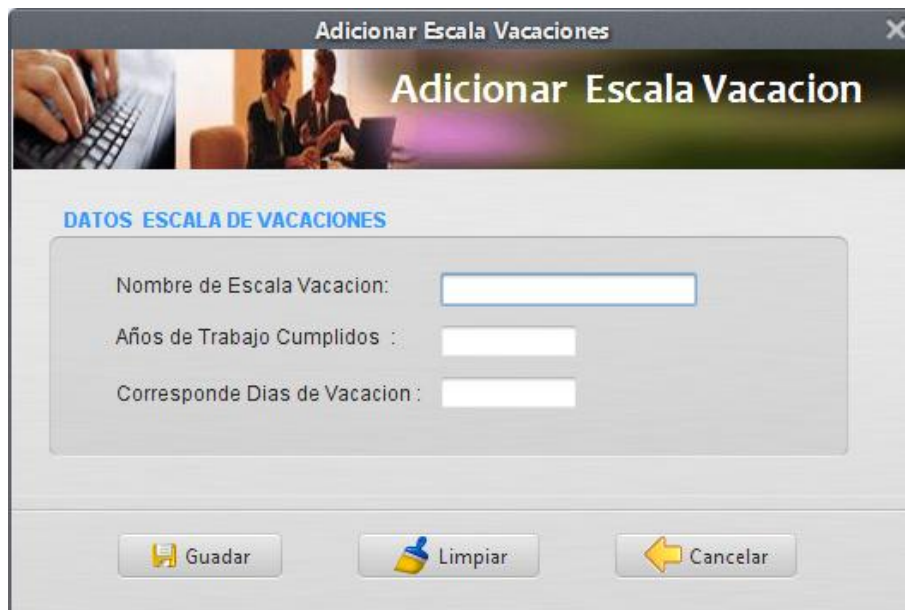 Adicionar Escala Vacaciones
Adicionar Escala Vacacion
DATOS ESCALA DE VACACIONES
Nombre de Escala Vacacion:
Años de Trabajo Cumplidos :
Corresponde Dias de Vacacion :
Guadar Limpiar Cancelar